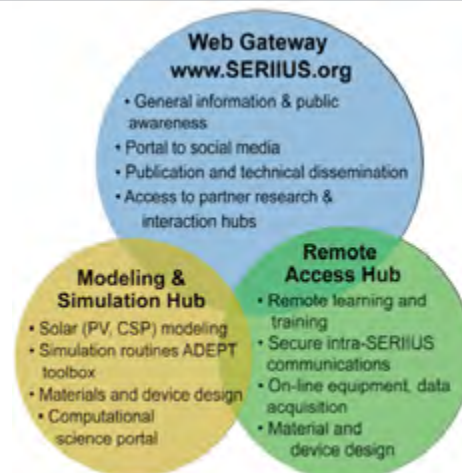 Web Gateway
www.SERIIUS.org
• General information & public
awareness
• Portal to social media
• Publication and technical dissemination
• Access to partner research &
interaction hubs
Modeling &
Simulation Hub
• Solar (PV, CSP) modeling
• Simulation routines ADEPT
toolbox
• Materials and device design
• Computational
science portal
Remote
Access Hub
• Remote learning and
training
• Secure intra-SERIIUS
communications
• On-line equipment, data
acquisition
• Material and
device design